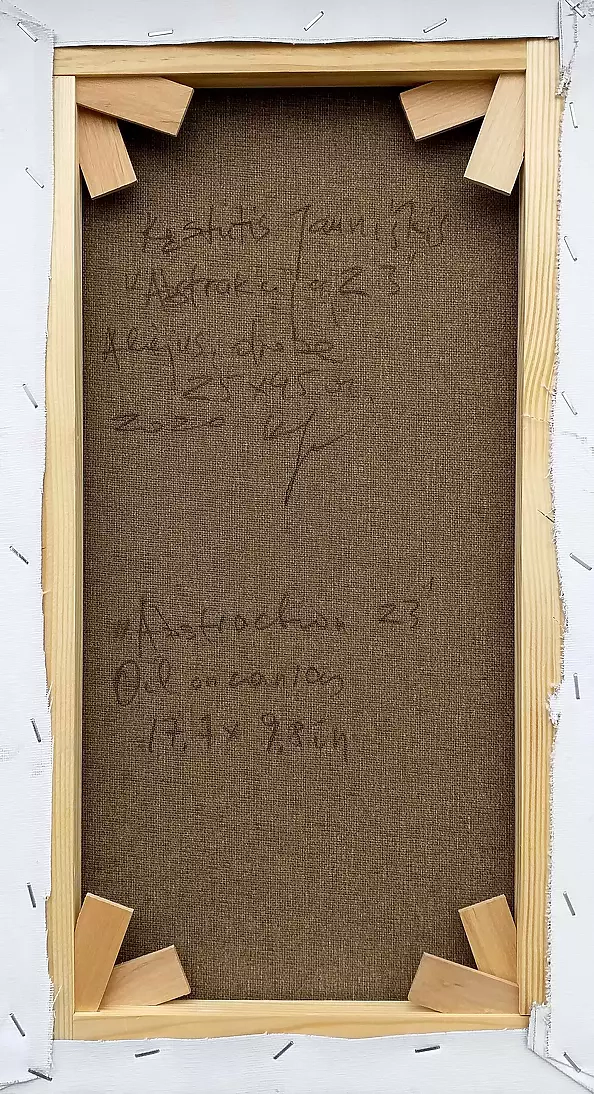 Kęstutis Jauniškis
"Abstrakcija 23"
Aliejus, drobė
25x45 cm.
2020
"Abstraction 23"
Oil on canvas
17,7 x 9,8 in